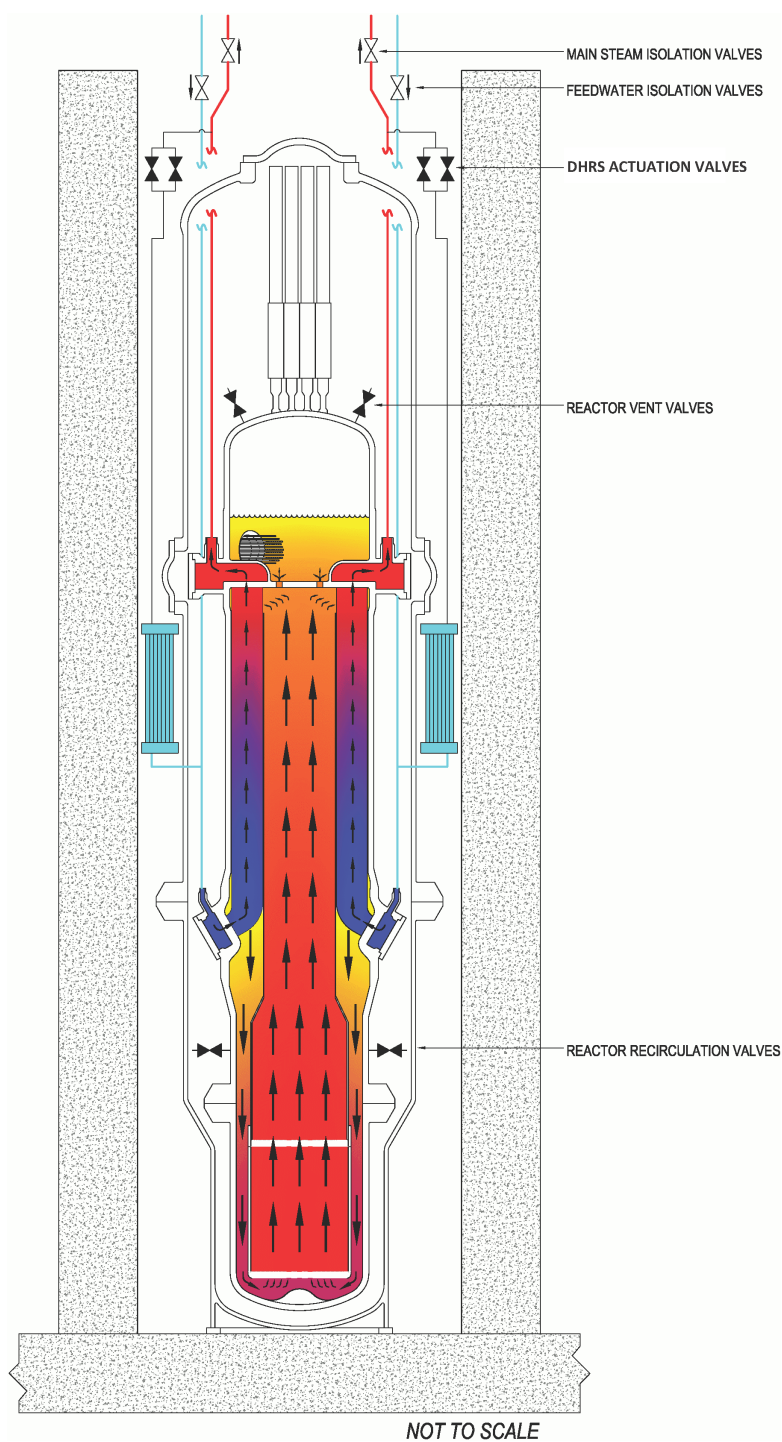 MAIN STEAM ISOLATION VALVES
FEEDWATER ISOLATION VALVES
DHRS ACTUATION VALVES
REACTOR VENT VALVES
REACTOR RECIRCULATION VALVES
NOT TO SCALE